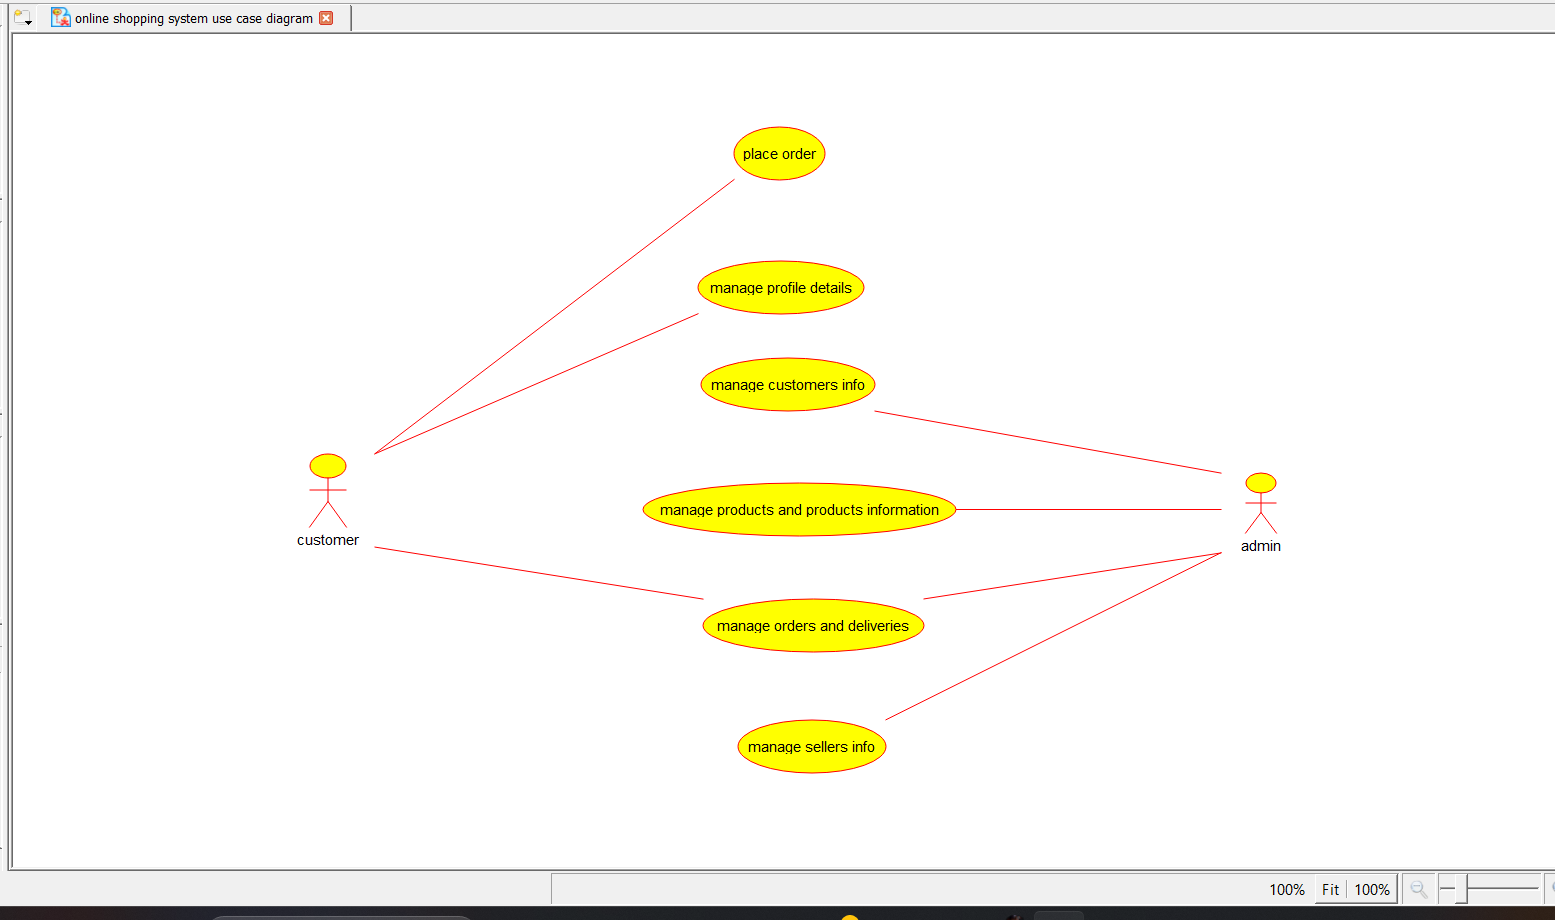 online shopping system use case diagram
place order
manage profile details
manage customers info
manage products and products information
customer
admin
manage orders and deliveries
manage sellers info
100% Fit 100%